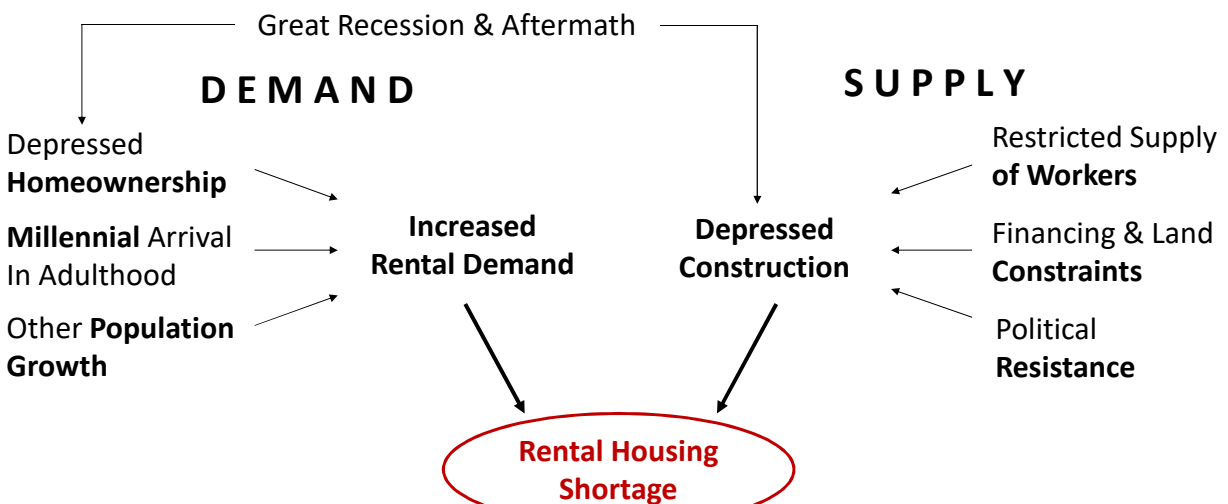 Great Recession & Aftermath
DEMAND
SUPPLY
Depressed
Homeownership
Millennial Arrival
In Adulthood
Other Population
Growth
Increased
Rental Demand
Depressed
Construction
Restricted Supply
of Workers
Financing & Land
Constraints
Political
Resistance
Rental Housing
Shortage